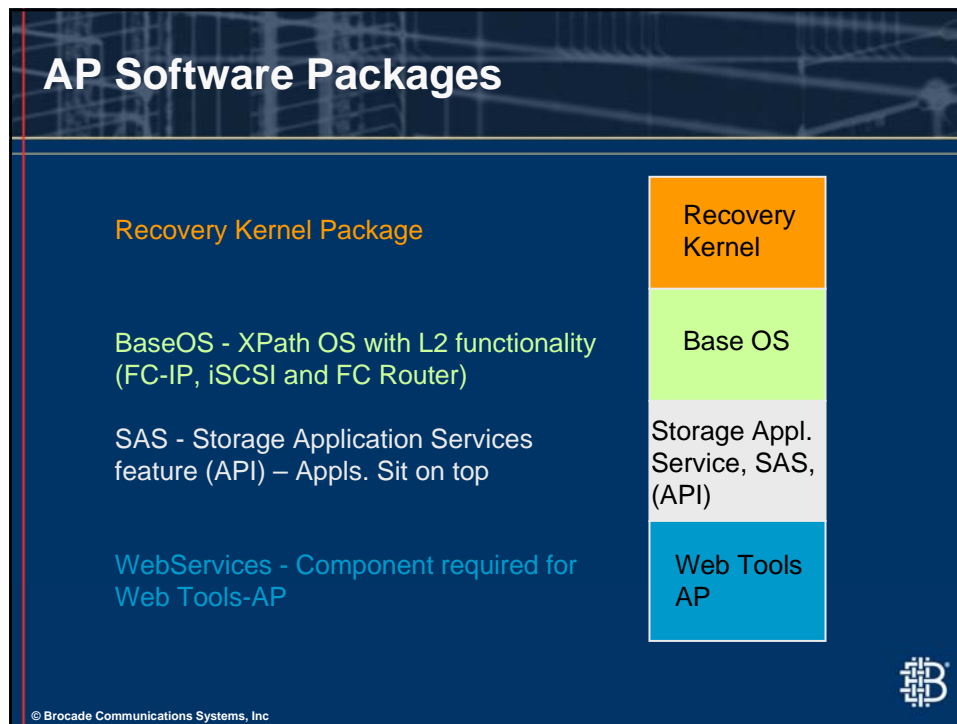 AP Software Packages
Recovery Kernel Package
Recovery
Kernel
BaseOS - XPath OS with L2 functionality
(FC-IP, iSCSI and FC Router)
Base OS
SAS - Storage Application Services
feature (API) – Appls. Sit on top
Storage Appl.
Service, SAS,
(API)
WebServices - Component required for
Web Tools-AP
Web Tools
AP
© Brocade Communications Systems, Inc